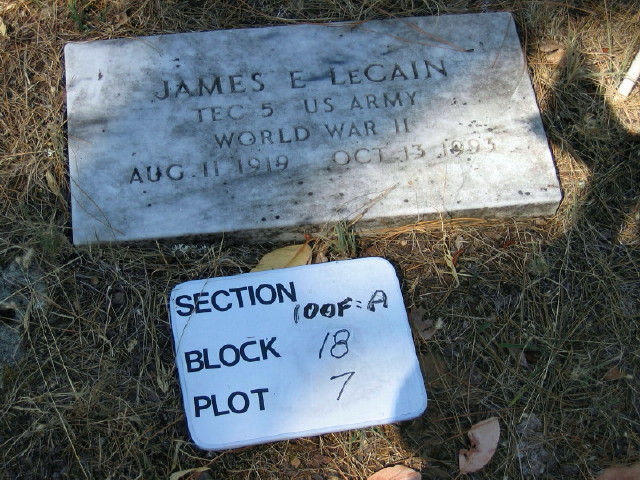 JAMES E LeCAIN
TEC 5 US ARMY
WORLD WAR II
AUG 11 1919 OCT 13 1993
SECTION 100F=A
BLOCK 18
PLOT 7